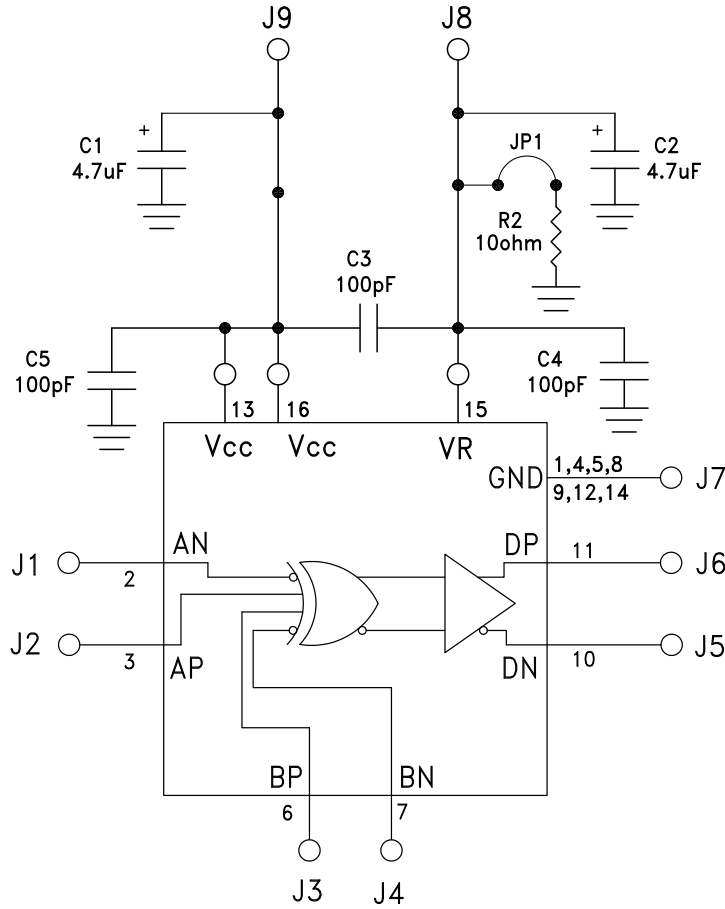 J9
J8
+
C1
4.7uF
JP1
+
C2
4.7uF
R2
10ohm
C3
100pF
C5
100pF
C4
100pF
13
16
15
Vcc
Vcc
VR
GND
1,4,5,8
9,12,14
J7
J1
2
AN
DP
11
J6
J2
3
AP
DN
10
J5
BP
BN
6
7
J3
J4